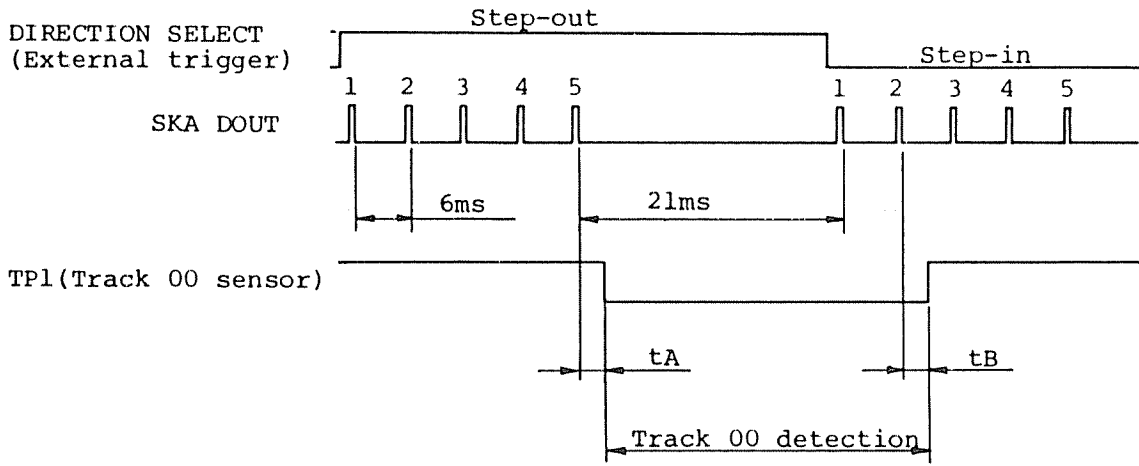 Step-out
DIRECTION SELECT
(External trigger)
Step-in
1 2 3 4 5 1 2 3 4 5
SKA DOUT
6ms 21ms
TP1(Track 00 sensor)
tA tB
Track 00 detection